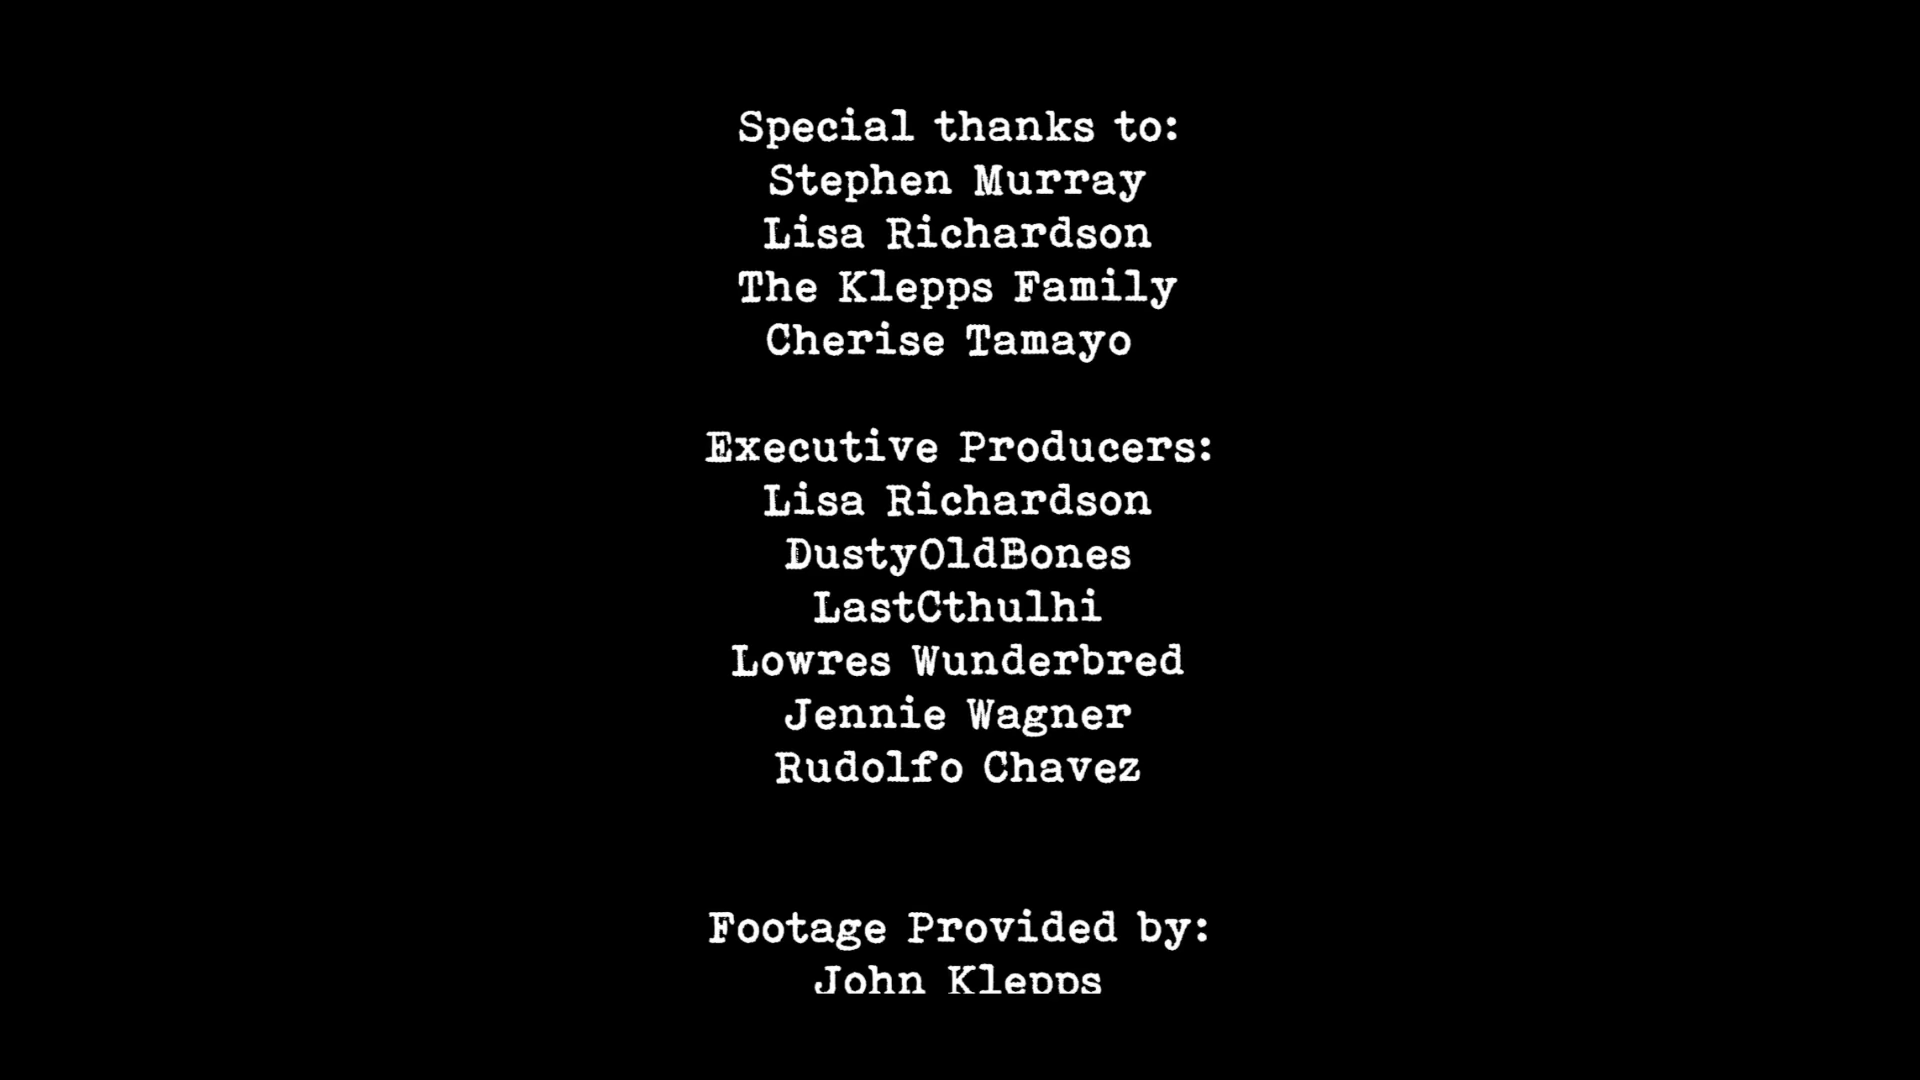 Special thanks to:
Stephen Murray
Lisa Richardson
The Klepps Family
Cherise Tamayo
Executive Producers:
Lisa Richardson
DustyOldBones
LastCthulhi
Lowres Wunderbred
Jennie Wagner
Rudolfo Chavez
Footage Provided by:
John Klepps